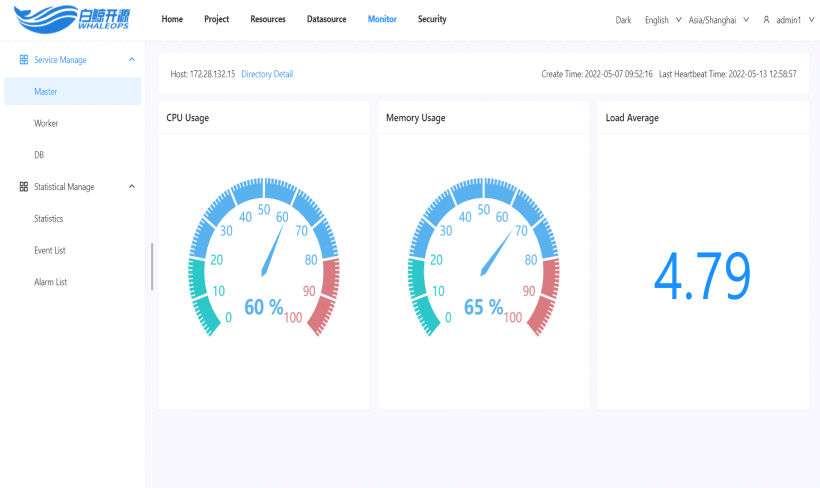 白鲸开源
WHALEOPS
Home Project Resources Datasource Monitor Security
Dark English Asia/Shanghai admin1
Service Manage
Master
Worker
DB
Statistical Manage
Statistics
Event List
Alarm List
Host: 172.28.132.15 Directory Detail
Create Time: 2022-05-07 09:52:16 Last Heartbeat Time: 2022-05-13 12:58:57
CPU Usage
0
10
20
30
40
50
60
70
80
90
100
60 %
Memory Usage
0
10
20
30
40
50
60
70
80
90
100
65 %
Load Average
4.79